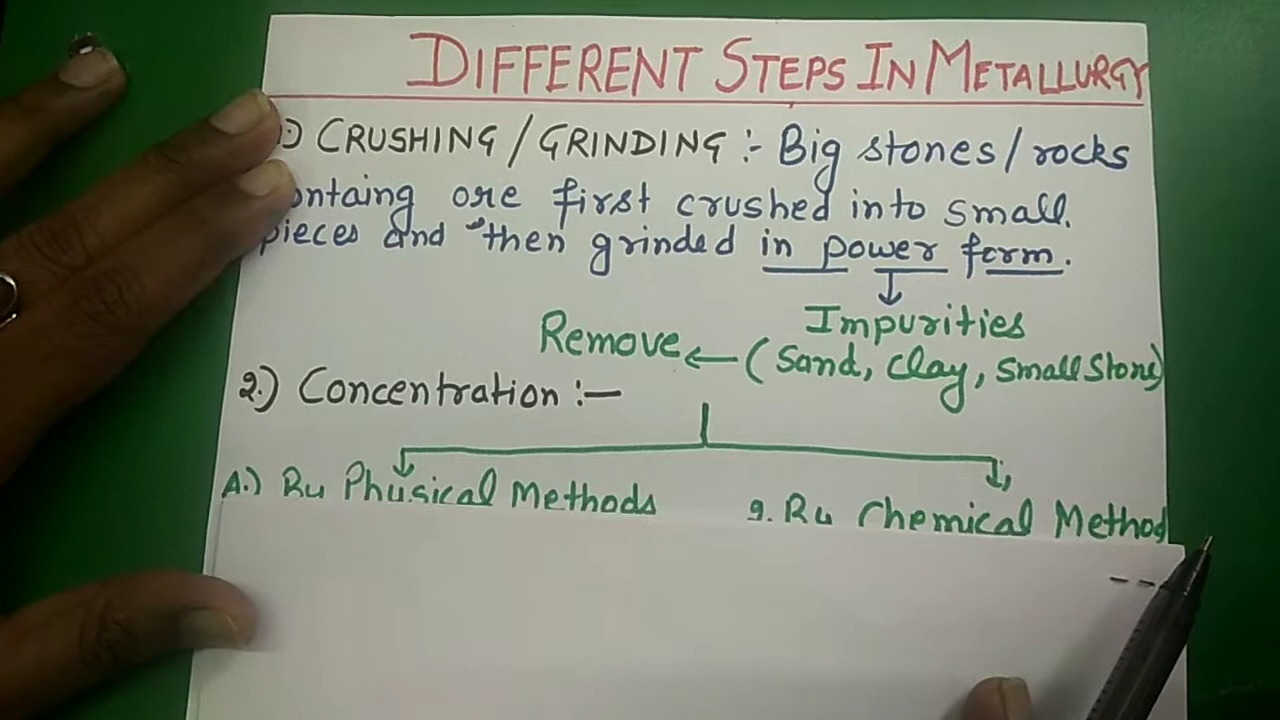 DIFFERENT STEPS IN METALLURGY
1.) CRUSHING / GRINDING :- Big stones / rocks
ontaing ore first crushed into small.
pieces and then grinded in power form.
Impurities
Remove ← (Sand, Clay, Small Stone)
2.) Concentration :-
A.) By Physical Methods
By Chemical Method